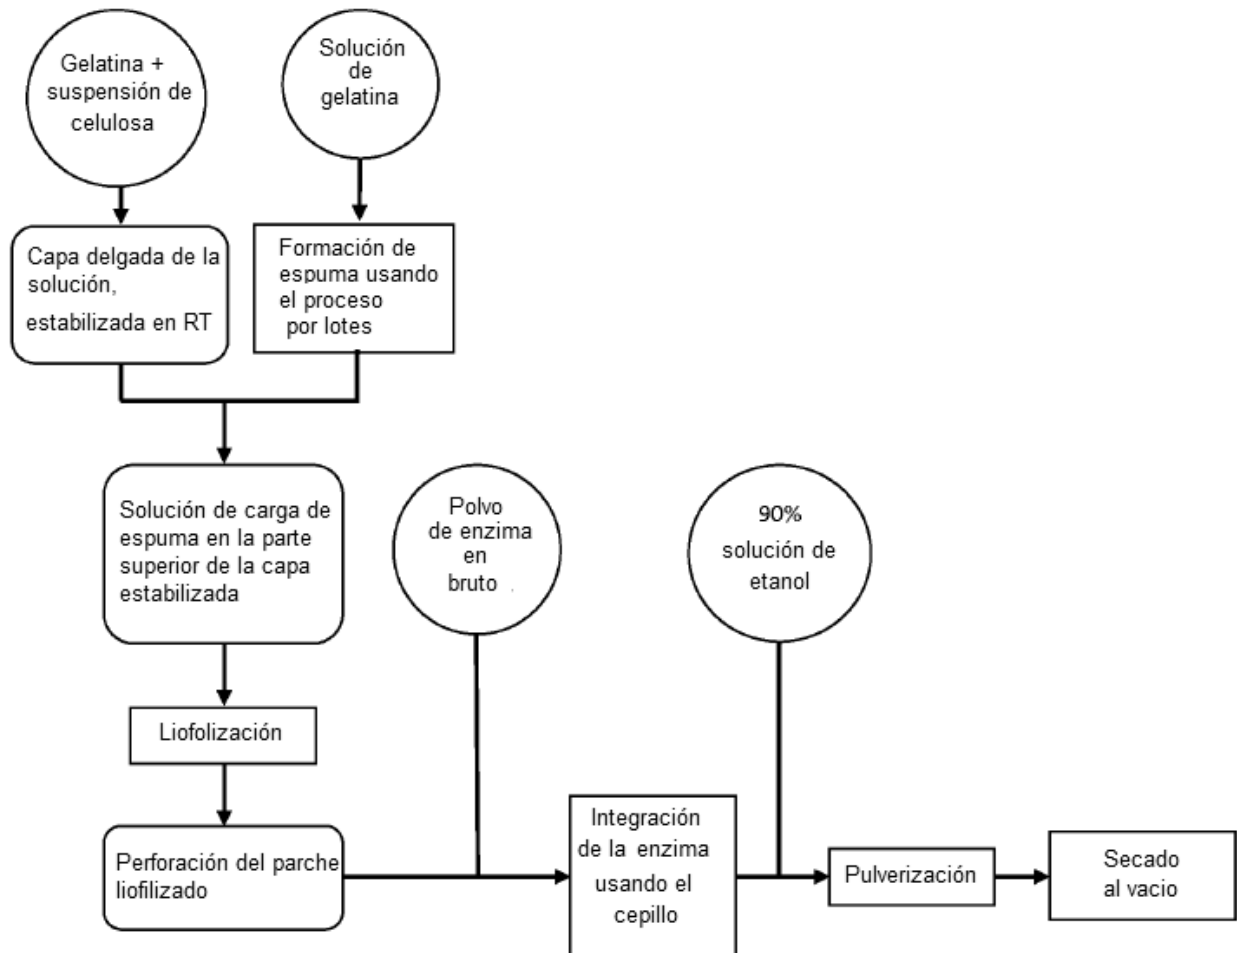 Gelatina +
suspensión de
celulosa
Solución
de
gelatina
Capa delgada de la
solución,
estabilizada en RT
Formación de
espuma usando
el proceso
por lotes
Solución de carga de
espuma en la parte
superior de la capa
estabilizada
Polvo
de enzima
en
bruto
90%
solución de
etanol
Liofolización
Perforación del parche
liofilizado
Integración
de la enzima
usando el
cepillo
Pulverización
Secado
al vacio